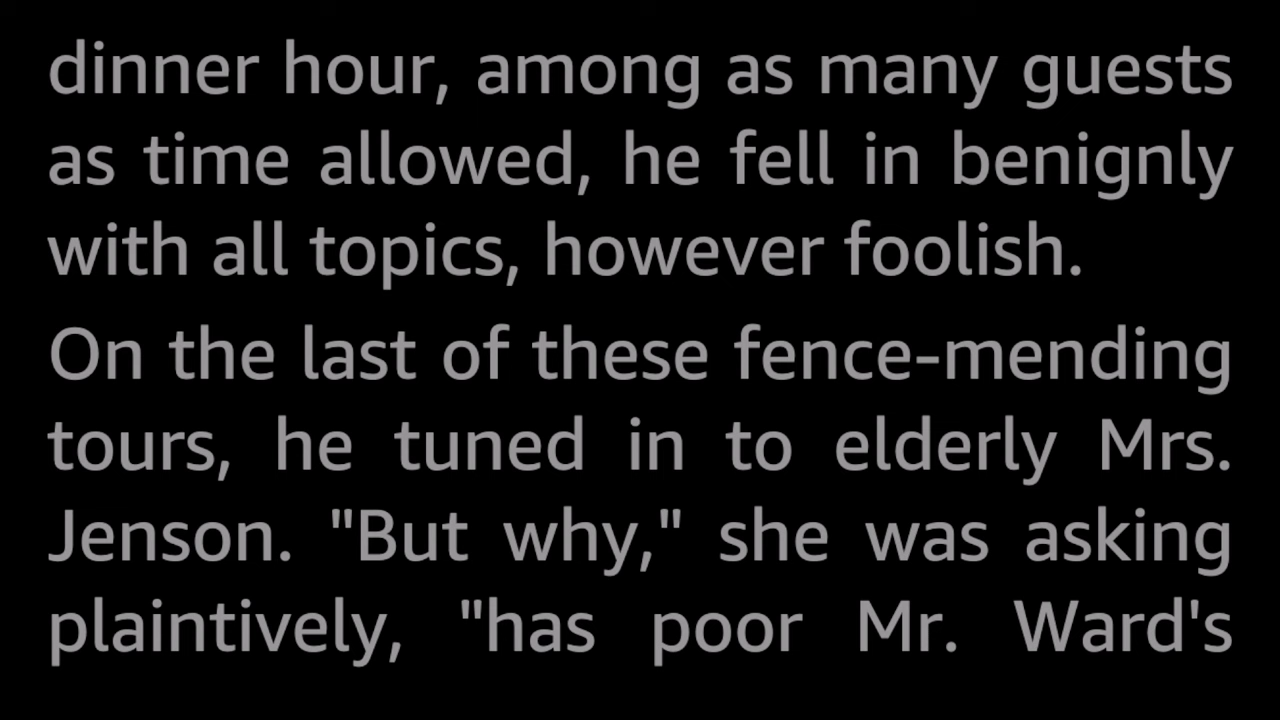 dinner hour, among as many guests
as time allowed, he fell in benignly
with all topics, however foolish.
On the last of these fence-mending
tours, he tuned in to elderly Mrs.
Jenson. "But why," she was asking
plaintively, "has poor Mr. Ward's